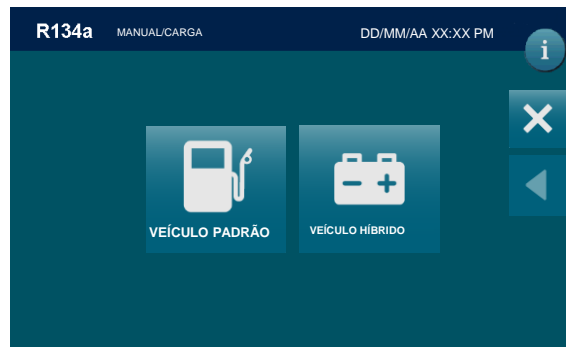 R134a MANUAL/CARGA DD/MM/AA XX:XX PM
i
VEÍCULO PADRÃO VEÍCULO HÍBRIDO